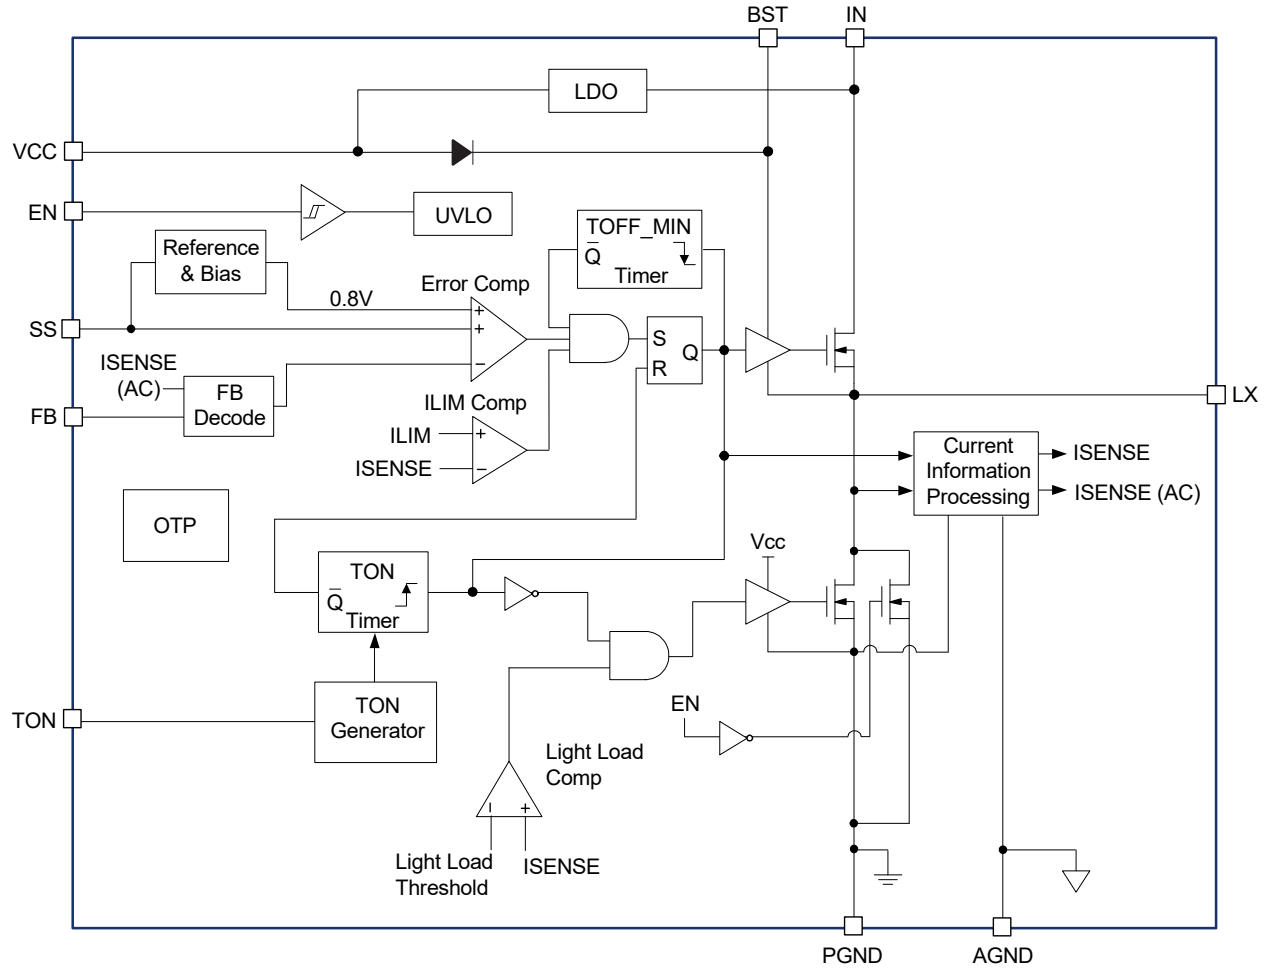 BST
IN
LDO
VCC
EN
UVLO
TOFF_MIN
Q
Timer
Reference
& Bias
Error Comp
0.8V
+
SS
+
ISENSE
(AC)
−
S
Q
R
FB
Decode
FB
LX
ILIM Comp
ILIM
+
ISENSE
−
Current
Information
Processing
ISENSE
ISENSE (AC)
OTP
Vcc
TON
Q
Timer
TON
TON
Generator
EN
Light Load
Comp
−
+
Light Load
Threshold
ISENSE
PGND
AGND